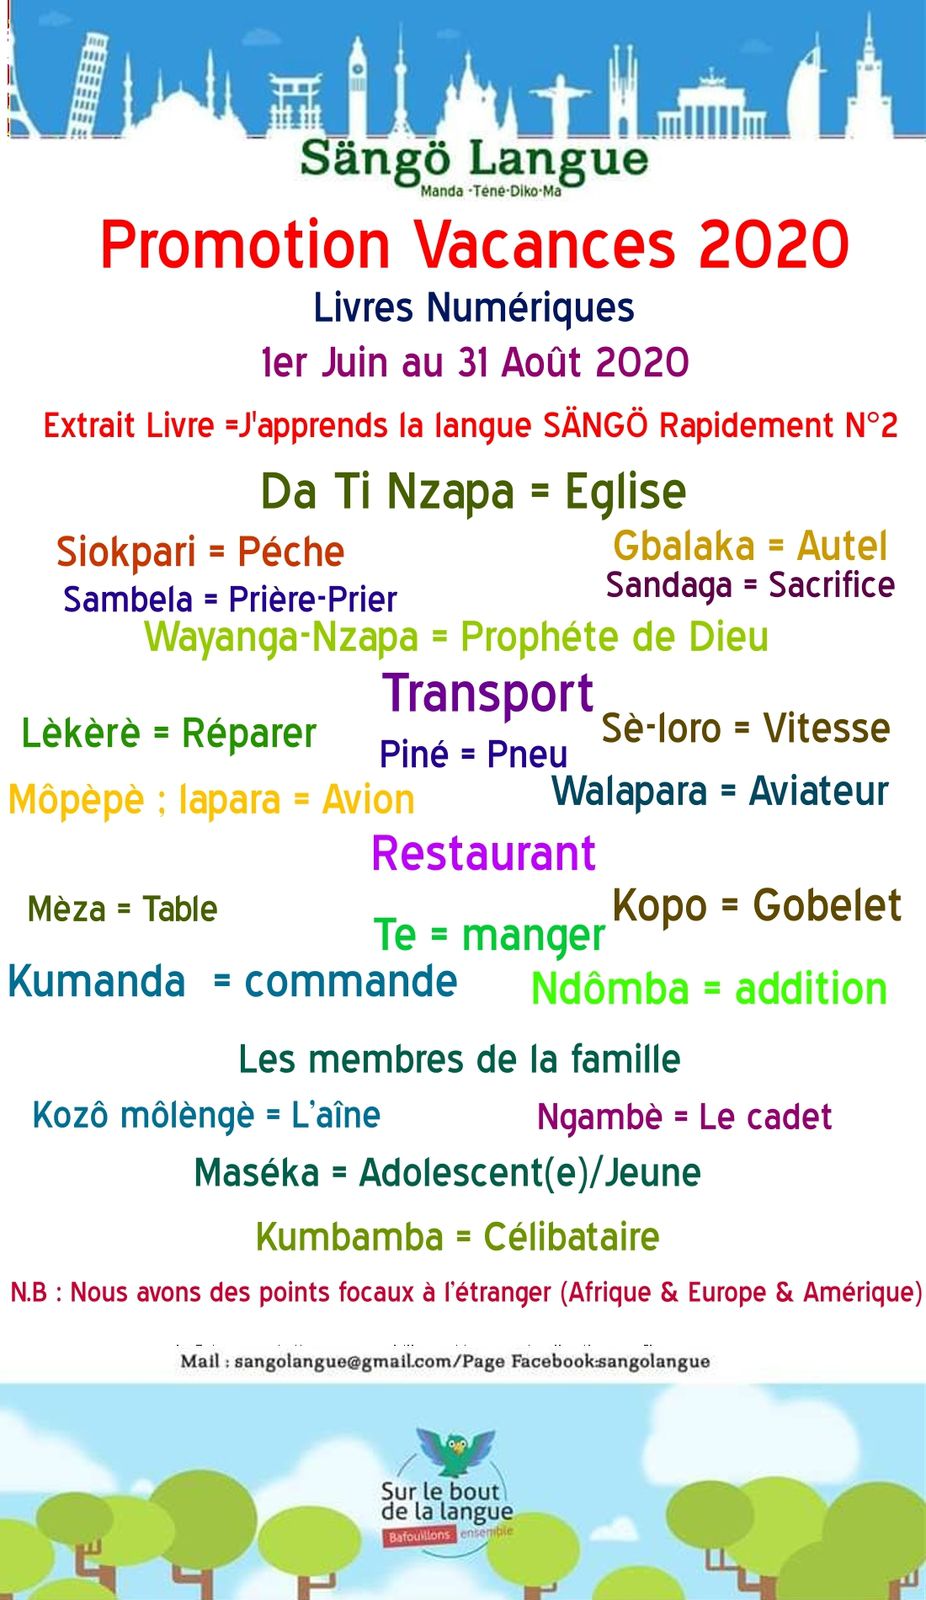 Sängö Langue
Manda -Téné-Diko-Ma
Promotion Vacances 2020
Livres Numériques
1er Juin au 31 Août 2020
Extrait Livre =J'apprends la langue SÄNGÖ Rapidement N°2
Da Ti Nzapa = Eglise
Siokpari = Péche
Gbalaka = Autel
Sambela = Prière-Prier
Sandaga = Sacrifice
Wayanga-Nzapa = Prophéte de Dieu
Transport
Lèkèrè = Réparer
Sè-loro = Vitesse
Piné = Pneu
Môpèpè ; lapara = Avion
Walapara = Aviateur
Restaurant
Mèza = Table
Kopo = Gobelet
Te = manger
Kumanda = commande
Ndômba = addition
Les membres de la famille
Kozô môlèngè = L'aîne
Ngambè = Le cadet
Maséka = Adolescent(e)/Jeune
Kumbamba = Célibataire
N.B : Nous avons des points focaux à l'étranger (Afrique & Europe & Amérique)
Mail : sangolangue@gmail.com/Page Facebook:sangolangue
Sur le bout
de la langue
Bafouillons ensemble